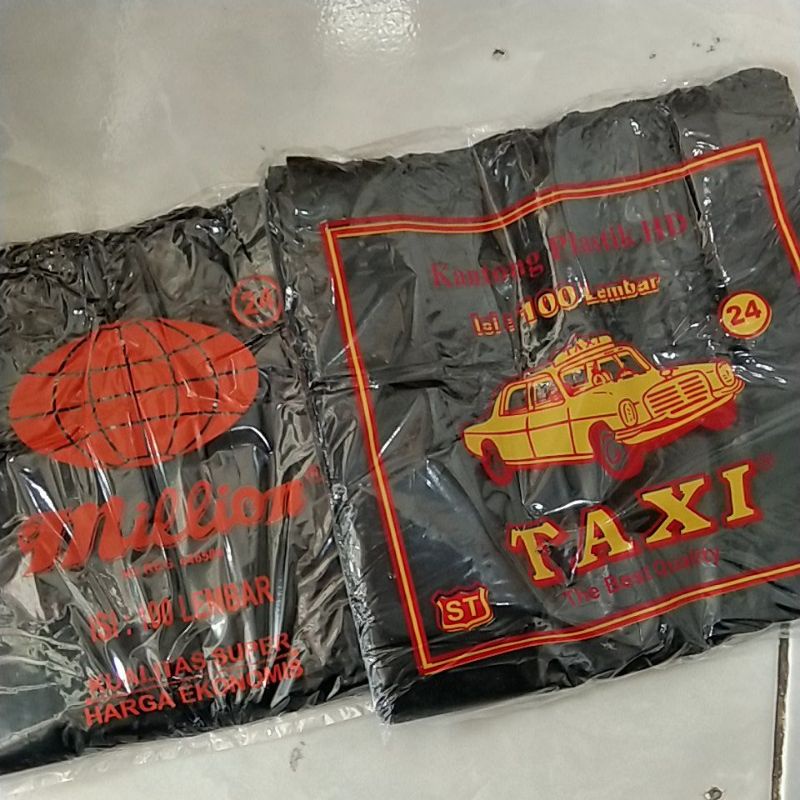 24
Million
ISI : 100 LEMBAR
KUALITAS SUPER
HARGA EKONOMIS
Kantong Plastik HD
Isi : 100 Lembar
24
TAXI
TAXI
The Best Quality
ST